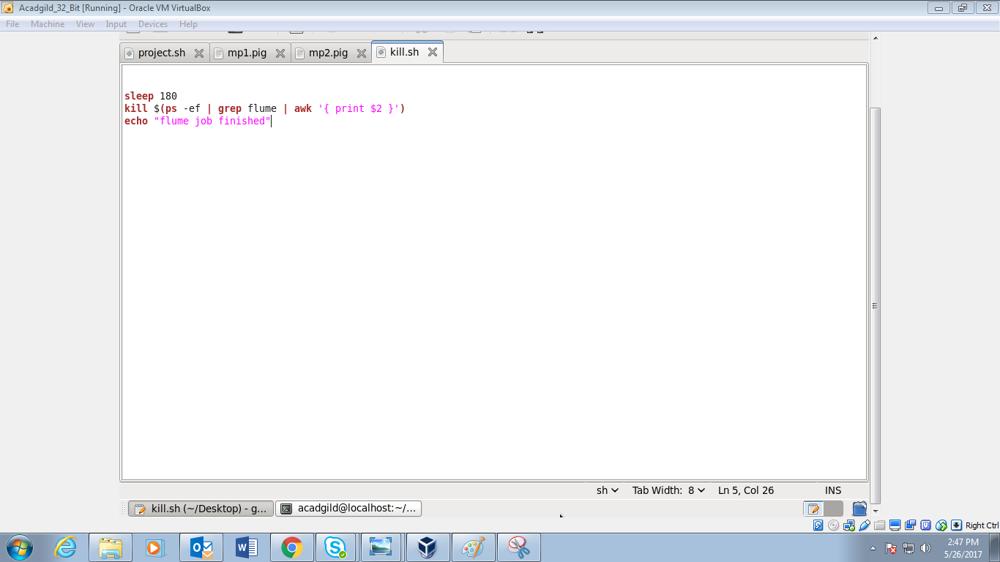 Acadgild_32_Bit [Running] - Oracle VM VirtualBox
File Machine View Input Devices Help
project.sh mp1.pig mp2.pig kill.sh
sleep 180
kill $(ps -ef | grep flume | awk '{ print $2 }')
echo "flume job finished"
sh Tab Width: 8 Ln 5, Col 26 INS
kill.sh (~/Desktop) - g... acadgild@localhost:~/...
Right Ctrl
2:47 PM
5/26/2017